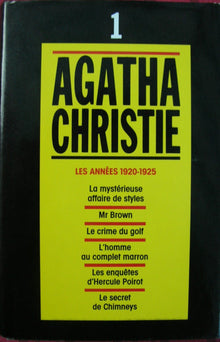 1
AGATHA
CHRISTIE
LES ANNÉES 1920-1925
La mystérieuse
affaire de styles
Mr Brown
Le crime du golf
L'homme
au complet marron
Les enquêtes
d'Hercule Poirot
Le secret
de Chimneys